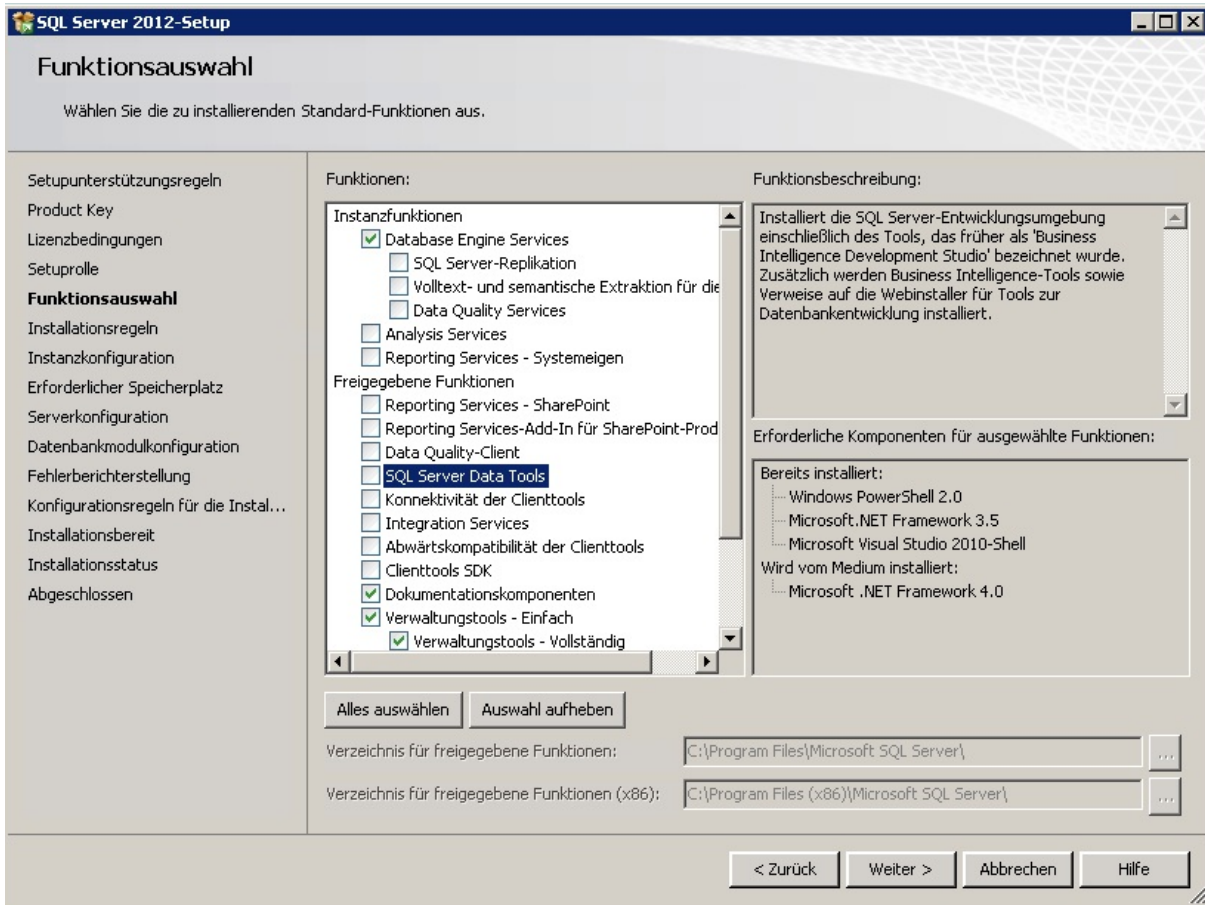 SQL Server 2012-Setup
Funktionsauswahl
Wählen Sie die zu installierenden Standard-Funktionen aus.
Setupunterstützungsregeln
Product Key
Lizenzbedingungen
Setuprolle
Funktionsauswahl
Installationsregeln
Instanzkonfiguration
Erforderlicher Speicherplatz
Serverkonfiguration
Datenbankmodulkonfiguration
Fehlerberichterstellung
Konfigurationsregeln für die Instal...
Installationsbereit
Installationsstatus
Abgeschlossen
Funktionen:
Instanzfunktionen
Database Engine Services
SQL Server-Replikation
Volltext- und semantische Extraktion für die
Data Quality Services
Analysis Services
Reporting Services - Systemeigen
Freigegebene Funktionen
Reporting Services - SharePoint
Reporting Services-Add-In für SharePoint-Prod
Data Quality-Client
SQL Server Data Tools
Konnektivität der Clienttools
Integration Services
Abwärtskompatibilität der Clienttools
Clienttools SDK
Dokumentationskomponenten
Verwaltungstools - Einfach
Verwaltungstools - Vollständig
Funktionsbeschreibung:
Installiert die SQL Server-Entwicklungsumgebung
einschließlich des Tools, das früher als 'Business
Intelligence Development Studio' bezeichnet wurde.
Zusätzlich werden Business Intelligence-Tools sowie
Verweise auf die Webinstaller für Tools zur
Datenbankentwicklung installiert.
Erforderliche Komponenten für ausgewählte Funktionen:
Bereits installiert:
Windows PowerShell 2.0
Microsoft.NET Framework 3.5
Microsoft Visual Studio 2010-Shell
Wird vom Medium installiert:
Microsoft .NET Framework 4.0
Alles auswählen
Auswahl aufheben
Verzeichnis für freigegebene Funktionen:
C:\Program Files\Microsoft SQL Server\
...
Verzeichnis für freigegebene Funktionen (x86):
C:\Program Files (x86)\Microsoft SQL Server\
...
< Zurück
Weiter >
Abbrechen
Hilfe